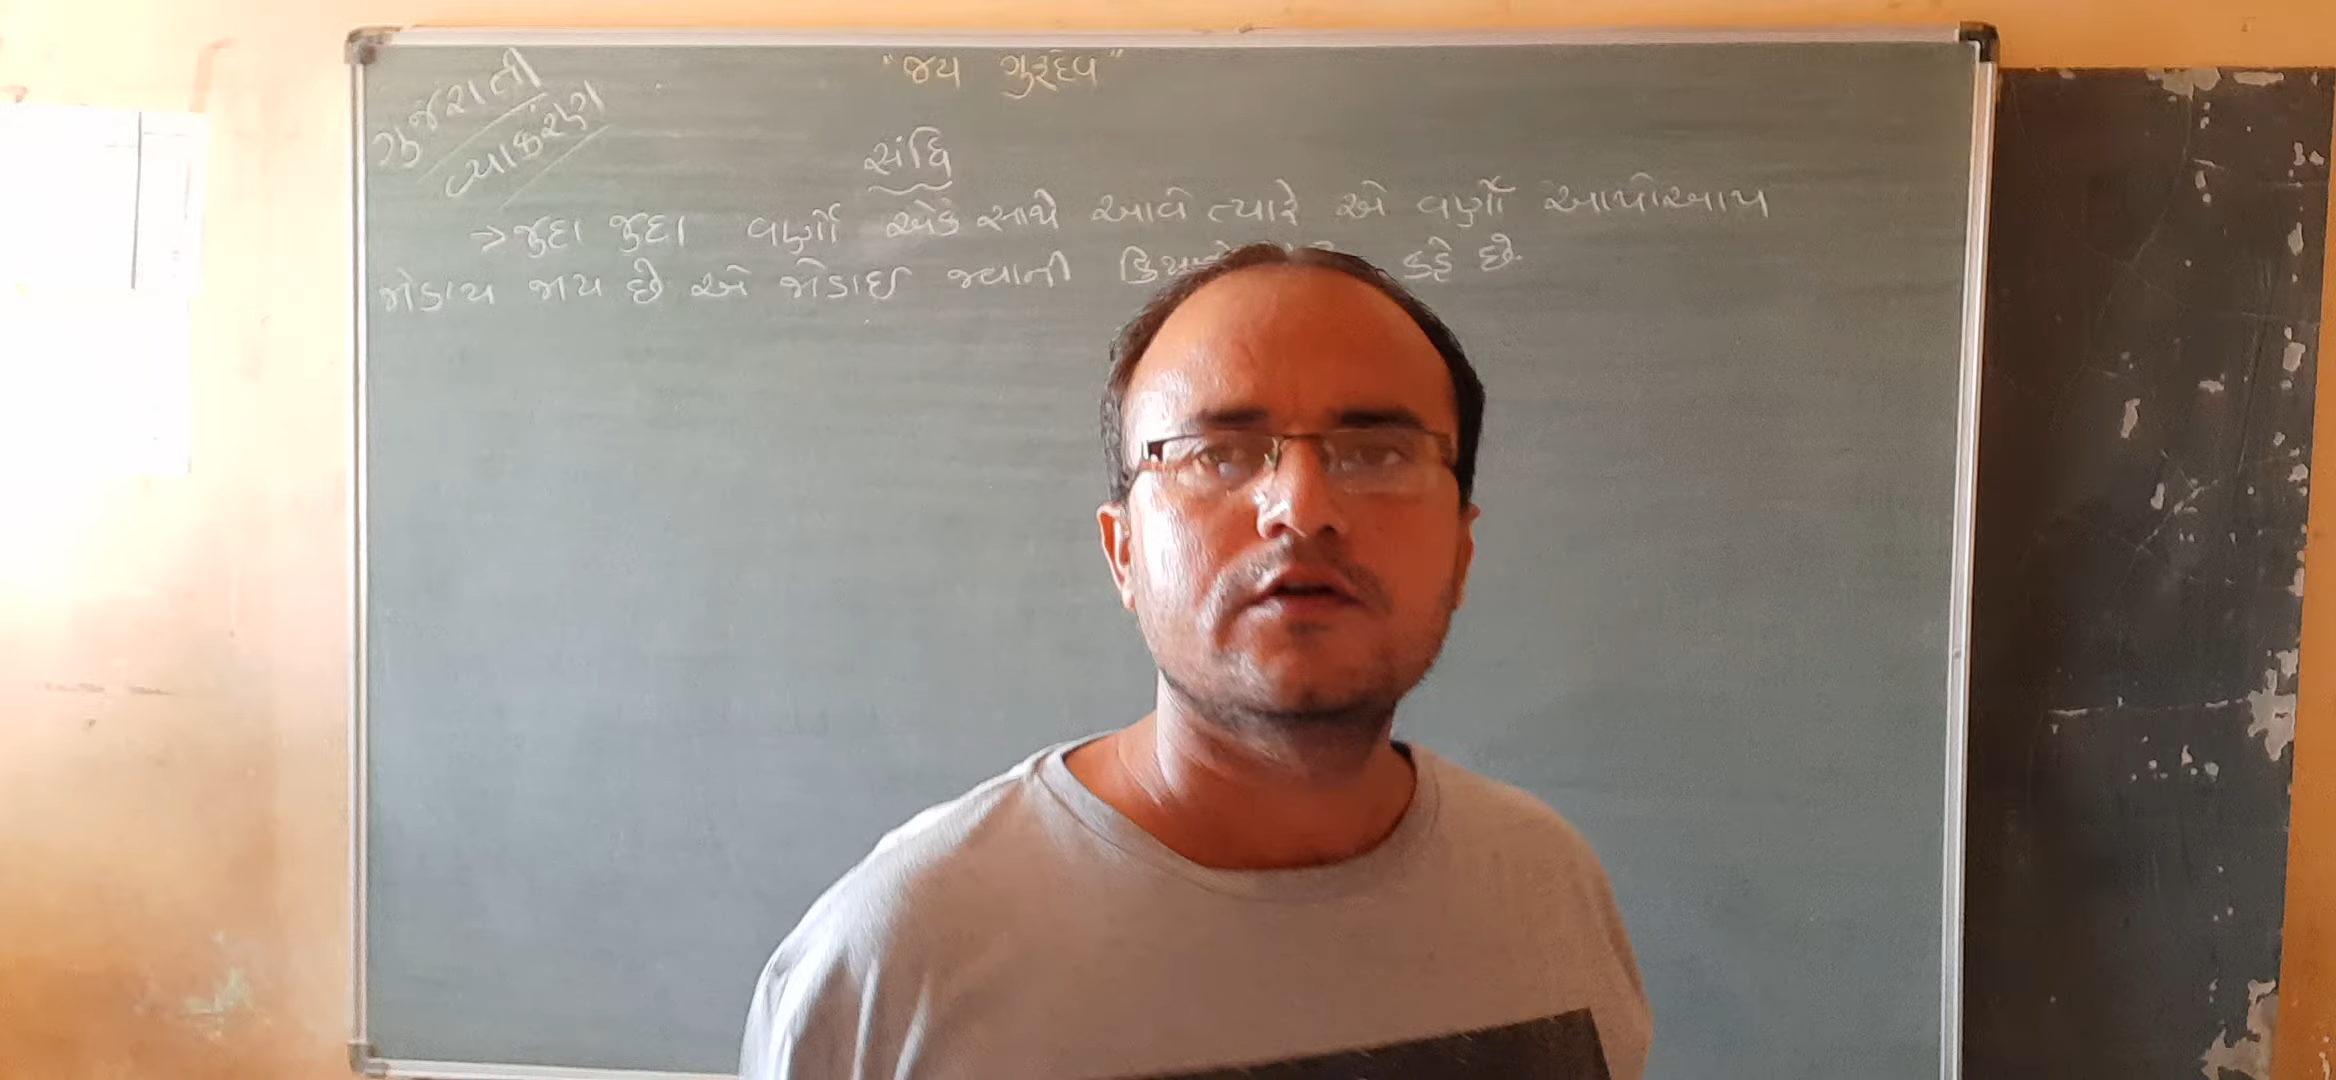 "જય ગુરૂદેવ"
ગુજરાતી
વ્યાકરણ
સંધિ
→ જુદા જુદા વર્ણો એક સાથે આવે ત્યારે એ વર્ણો આપોઆપ
જોડાય જાય છે એ જોડાઈ જવાની કહે છે.